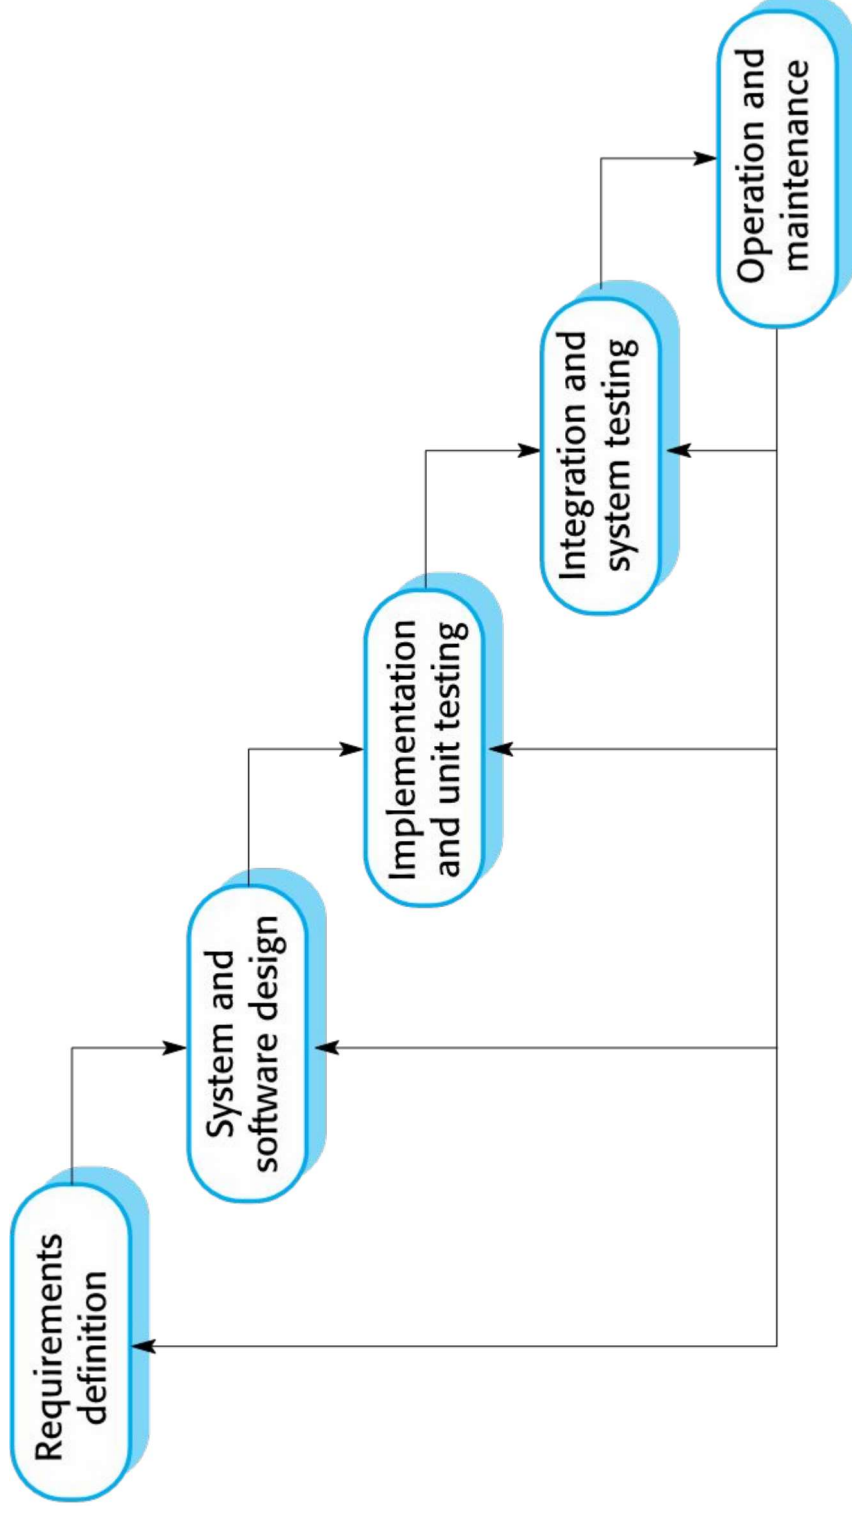 Requirements
definition
System and
software design
Implementation
and unit testing
Integration and
system testing
Operation and
maintenance